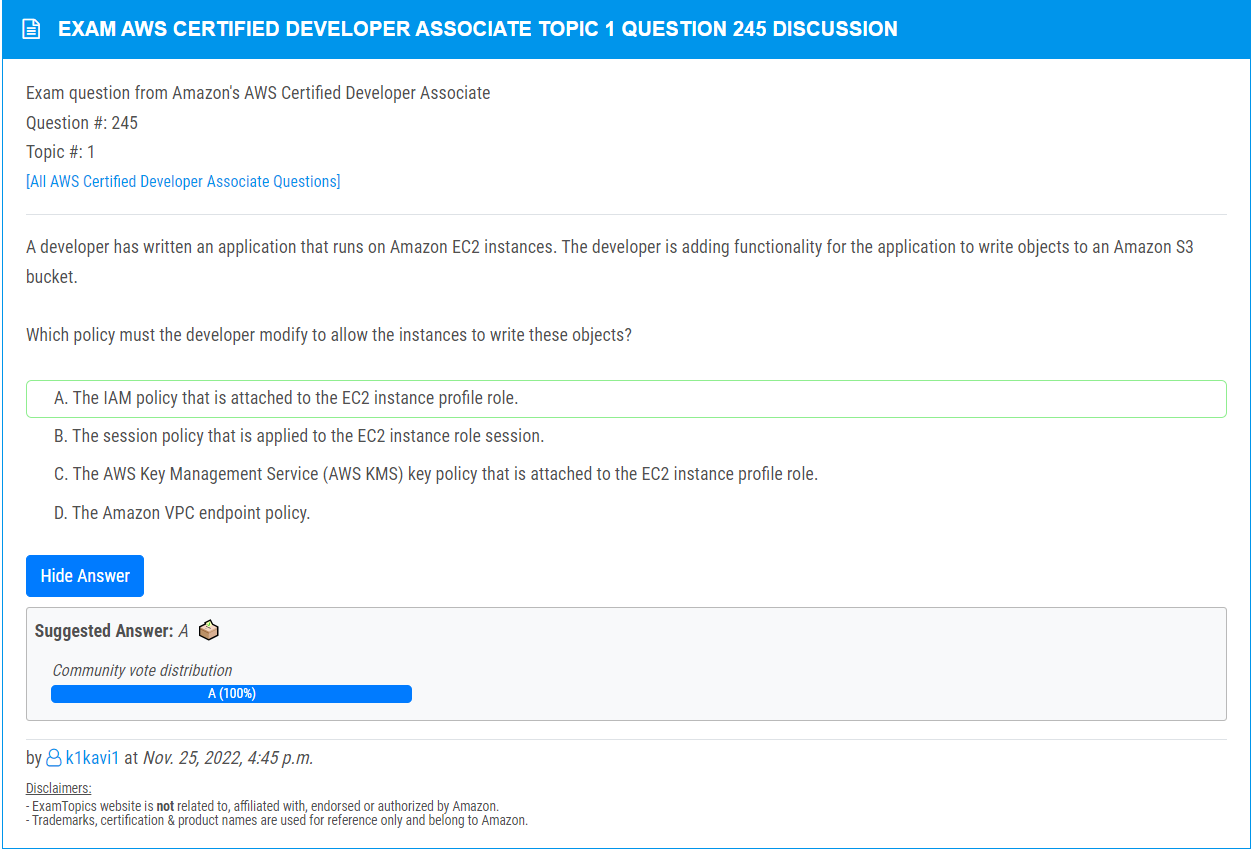 EXAM AWS CERTIFIED DEVELOPER ASSOCIATE TOPIC 1 QUESTION 245 DISCUSSION
Exam question from Amazon's AWS Certified Developer Associate
Question #: 245
Topic #: 1
[All AWS Certified Developer Associate Questions]
A developer has written an application that runs on Amazon EC2 instances. The developer is adding functionality for the application to write objects to an Amazon S3
bucket.
Which policy must the developer modify to allow the instances to write these objects?
A. The IAM policy that is attached to the EC2 instance profile role.
B. The session policy that is applied to the EC2 instance role session.
C. The AWS Key Management Service (AWS KMS) key policy that is attached to the EC2 instance profile role.
D. The Amazon VPC endpoint policy.
Hide Answer
Suggested Answer: A
Community vote distribution
A (100%)
by k1kavi1 at Nov. 25, 2022, 4:45 p.m.
Disclaimers:
- ExamTopics website is not related to, affiliated with, endorsed or authorized by Amazon.
- Trademarks, certification & product names are used for reference only and belong to Amazon.